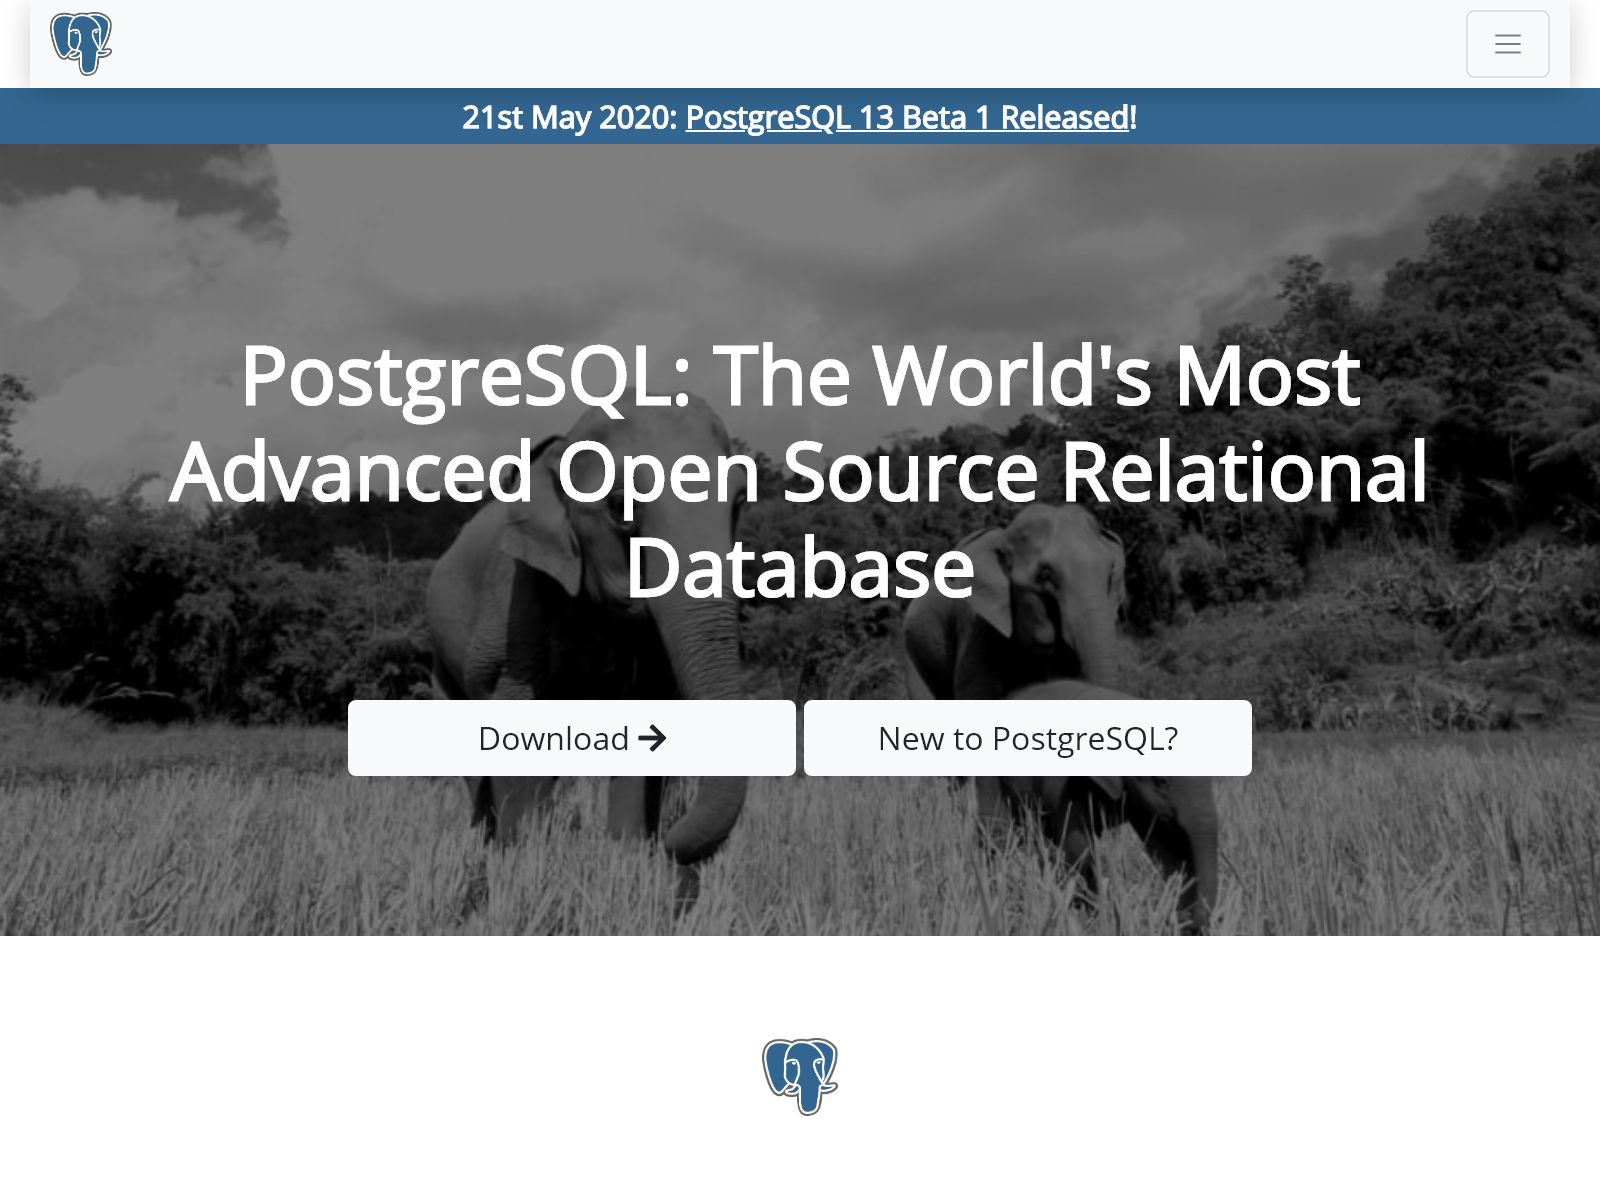 21st May 2020: PostgreSQL 13 Beta 1 Released!
PostgreSQL: The World's Most
Advanced Open Source Relational
Database
Download
New to PostgreSQL?